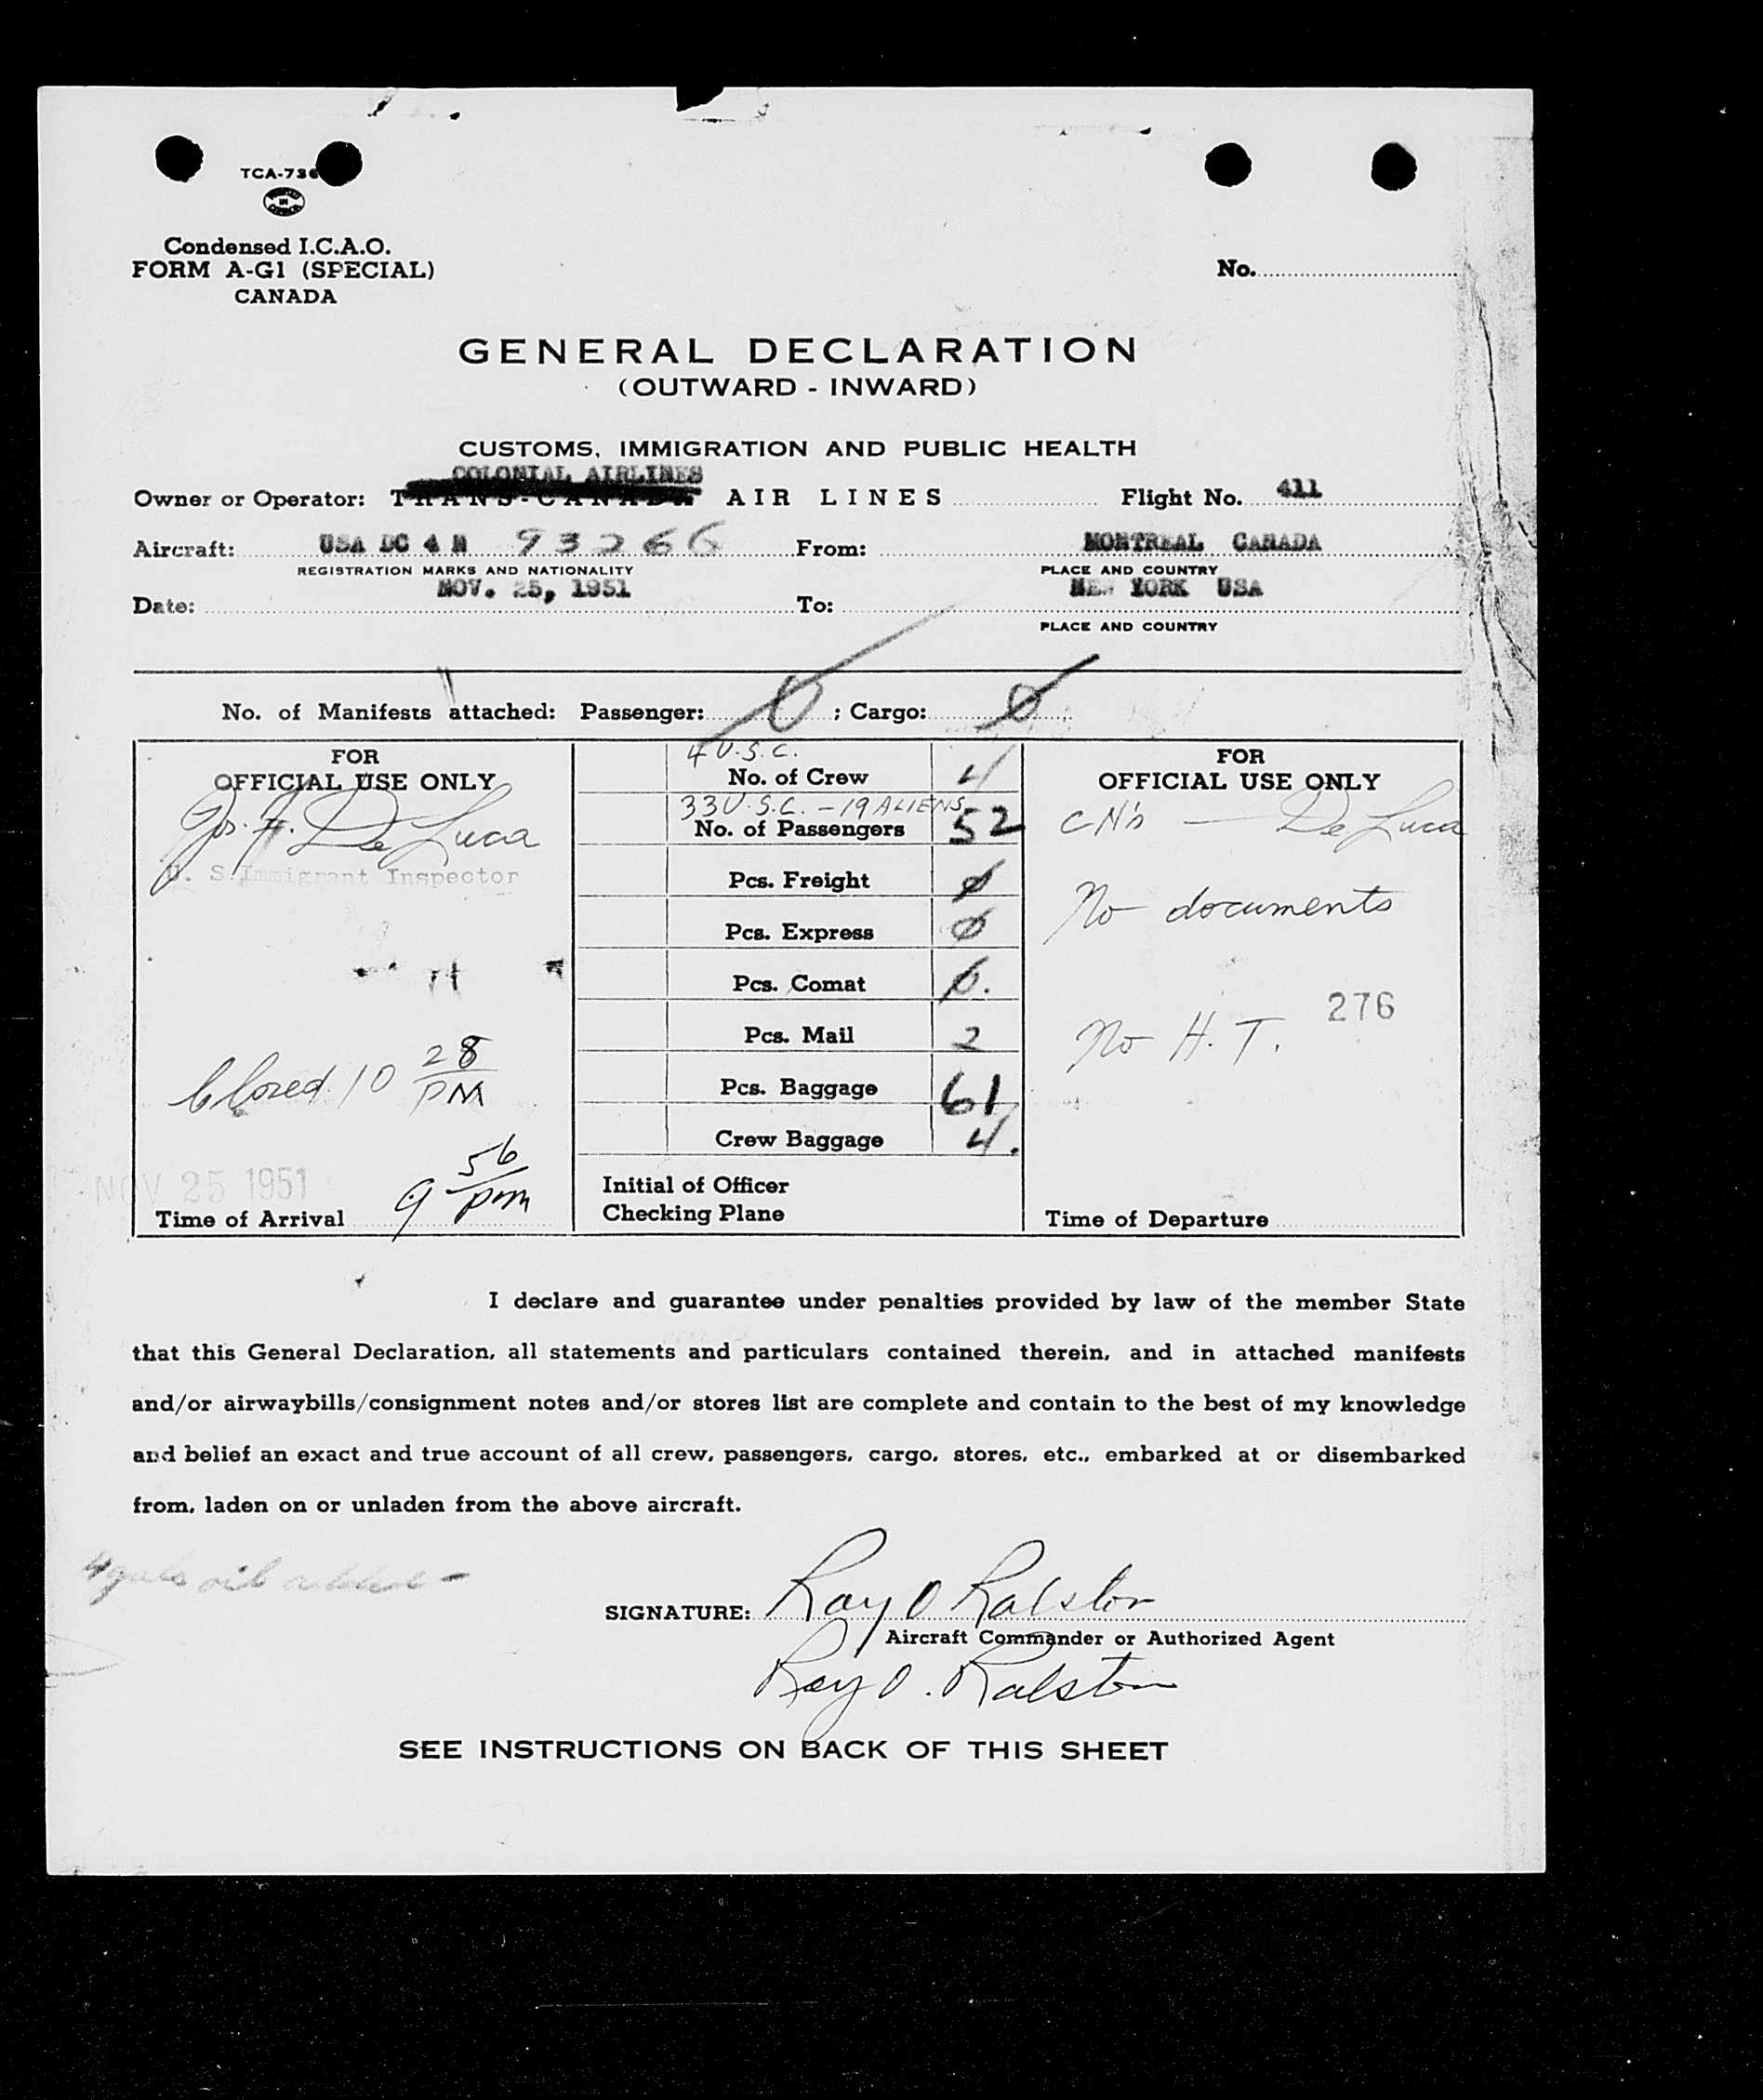 TCA-736
Condensed I.C.A.O.
FORM A-G1 (SPECIAL)
CANADA
No.
GENERAL DECLARATION
(OUTWARD - INWARD)
CUSTOMS, IMMIGRATION AND PUBLIC HEALTH
COLONIAL AIRLINES
Owner or Operator: TRANS-CANADA AIR LINES Flight No. 411
Aircraft: USA DC 4 N 93266 From: MONTREAL CANADA
REGISTRATION MARKS AND NATIONALITY PLACE AND COUNTRY
Date: NOV. 25, 1951 To: NEW YORK USA
PLACE AND COUNTRY
No. of Manifests attached: Passenger: 0 ; Cargo: 0
FOR
OFFICIAL USE ONLY
Jos. A. De Luca
U. S. Immigrant Inspector
Closed 10 28 PM
NOV 25 1951
Time of Arrival 9 56 pm
4 U.S.C.
No. of Crew 4
33 U.S.C. - 19 ALIENS
No. of Passengers 52
Pcs. Freight 0
Pcs. Express 0
Pcs. Comat 0.
Pcs. Mail 2
Pcs. Baggage 61
Crew Baggage 4.
Initial of Officer
Checking Plane
FOR
OFFICIAL USE ONLY
CN's — De Luca
No documents
276
No H. T.
Time of Departure
I declare and guarantee under penalties provided by law of the member State
that this General Declaration, all statements and particulars contained therein, and in attached manifests
and/or airwaybills/consignment notes and/or stores list are complete and contain to the best of my knowledge
and belief an exact and true account of all crew, passengers, cargo, stores, etc., embarked at or disembarked
from, laden on or unladen from the above aircraft.
4 gals oil added -
SIGNATURE: Ray O Ralston
Aircraft Commander or Authorized Agent
Ray O. Ralston
SEE INSTRUCTIONS ON BACK OF THIS SHEET